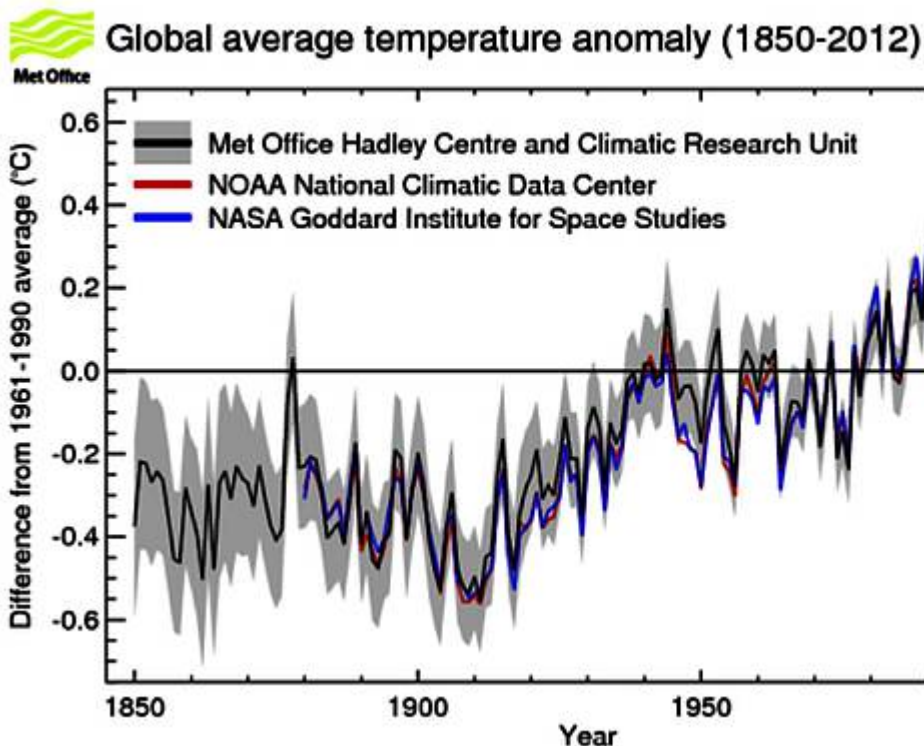 Met Office
Global average temperature anomaly (1850-2012)
Difference from 1961-1990 average (°C)
0.6
0.4
0.2
0.0
-0.2
-0.4
-0.6
Met Office Hadley Centre and Climatic Research Unit
NOAA National Climatic Data Center
NASA Goddard Institute for Space Studies
1850
1900
1950
Year